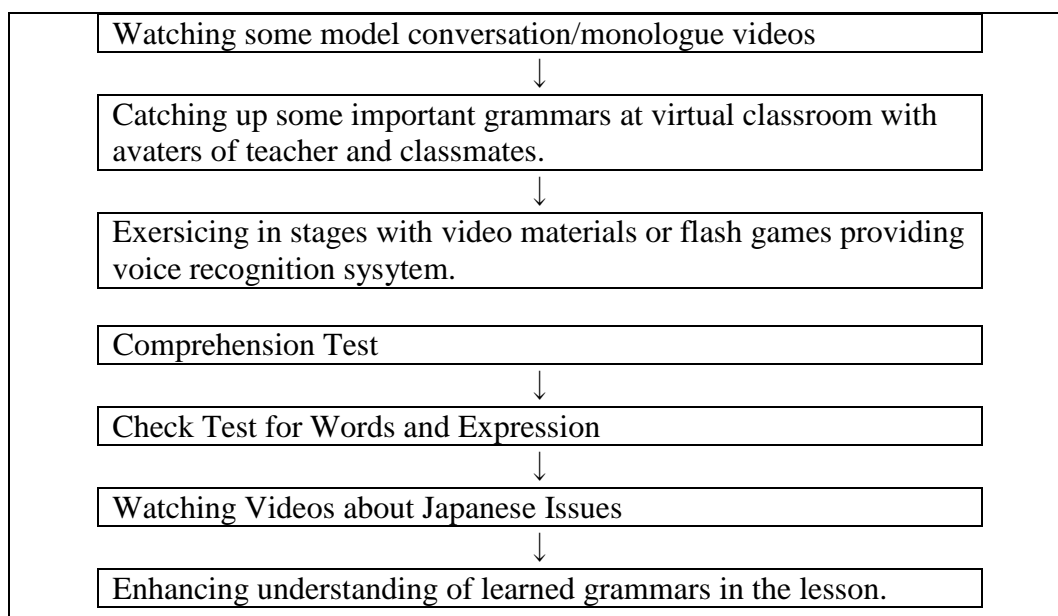 Watching some model conversation/monologue videos
↓
Catching up some important grammars at virtual classroom with
avaters of teacher and classmates.
↓
Exersicing in stages with video materials or flash games providing
voice recognition sysytem.
Comprehension Test
↓
Check Test for Words and Expression
↓
Watching Videos about Japanese Issues
↓
Enhancing understanding of learned grammars in the lesson.